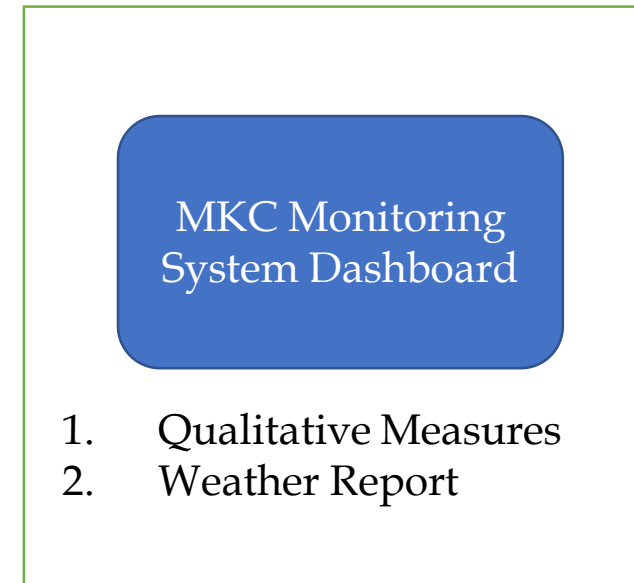 MKC Monitoring
System Dashboard
1. Qualitative Measures
2. Weather Report